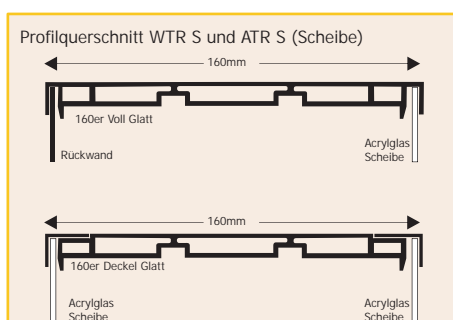 Profilquerschnitt WTR S und ATR S (Scheibe)
160mm
160er Voll Glatt
Rückwand
Acrylglas
Scheibe
160mm
160er Deckel Glatt
Acrylglas
Scheibe
Acrylglas
Scheibe